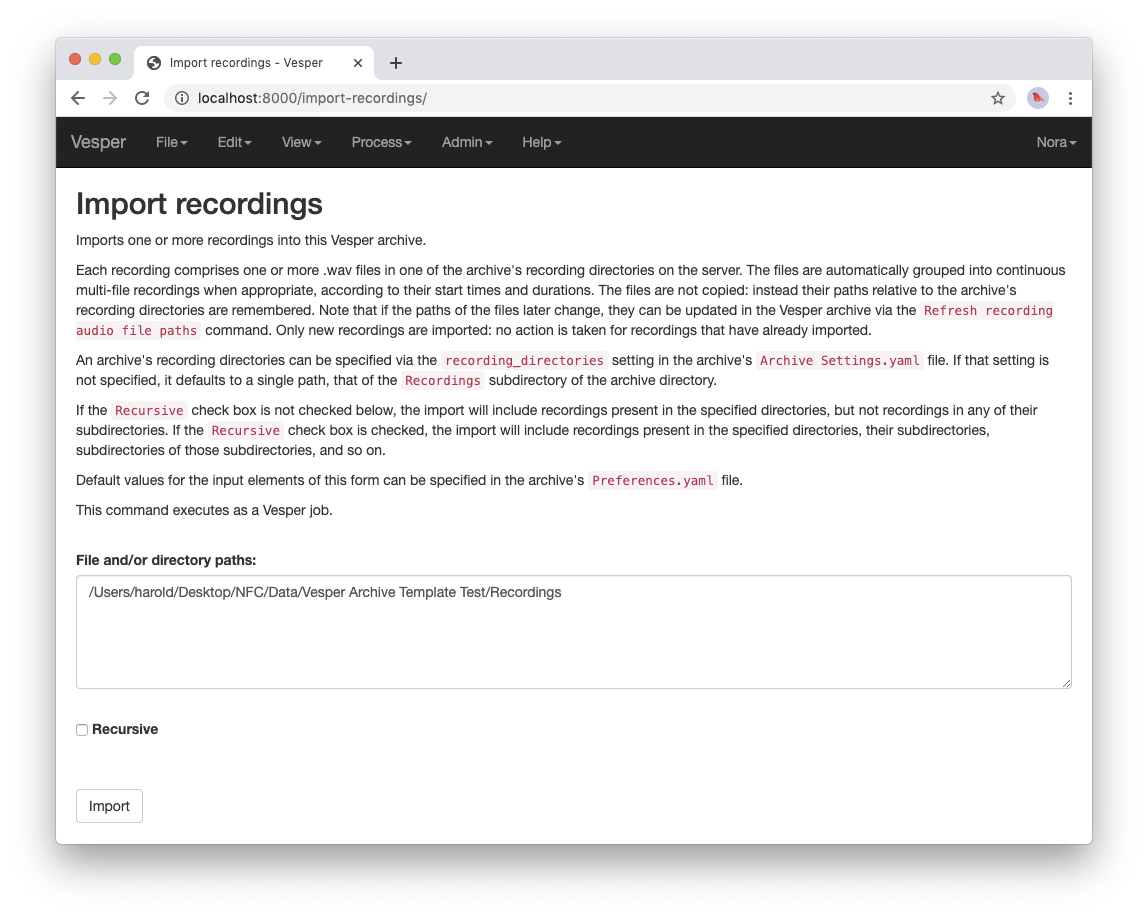 Import recordings - Vesper
localhost:8000/import-recordings/
Vesper File Edit View Process Admin Help Nora
Import recordings
Imports one or more recordings into this Vesper archive.
Each recording comprises one or more .wav files in one of the archive's recording directories on the server. The files are automatically grouped into continuous
multi-file recordings when appropriate, according to their start times and durations. The files are not copied: instead their paths relative to the archive's
recording directories are remembered. Note that if the paths of the files later change, they can be updated in the Vesper archive via the Refresh recording
audio file paths command. Only new recordings are imported: no action is taken for recordings that have already imported.
An archive's recording directories can be specified via the recording_directories setting in the archive's Archive Settings.yaml file. If that setting is
not specified, it defaults to a single path, that of the Recordings subdirectory of the archive directory.
If the Recursive check box is not checked below, the import will include recordings present in the specified directories, but not recordings in any of their
subdirectories. If the Recursive check box is checked, the import will include recordings present in the specified directories, their subdirectories,
subdirectories of those subdirectories, and so on.
Default values for the input elements of this form can be specified in the archive's Preferences.yaml file.
This command executes as a Vesper job.
File and/or directory paths:
/Users/harold/Desktop/NFC/Data/Vesper Archive Template Test/Recordings
Recursive
Import